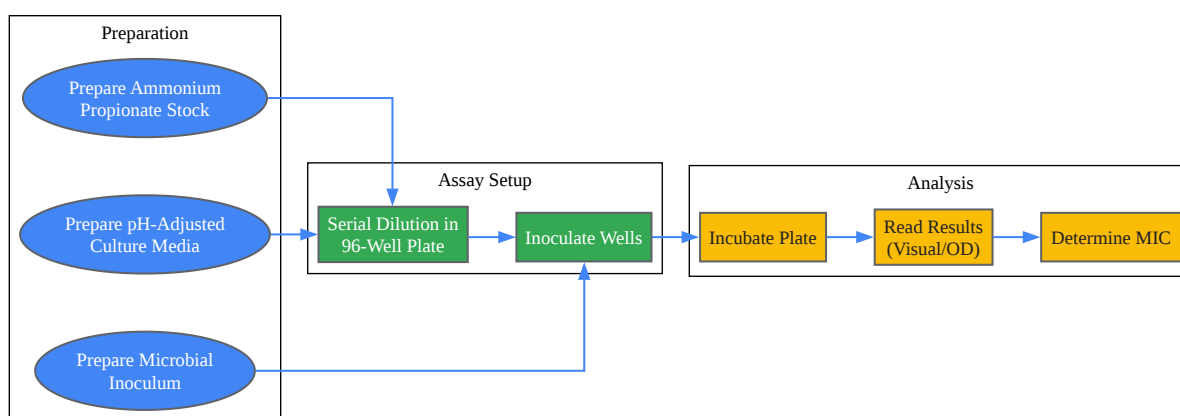 Preparation
Prepare Ammonium
Propionate Stock
Prepare pH-Adjusted
Culture Media
Prepare Microbial
Inoculum
Assay Setup
Serial Dilution in
96-Well Plate
Inoculate Wells
Analysis
Incubate Plate
Read Results
(Visual/OD)
Determine MIC